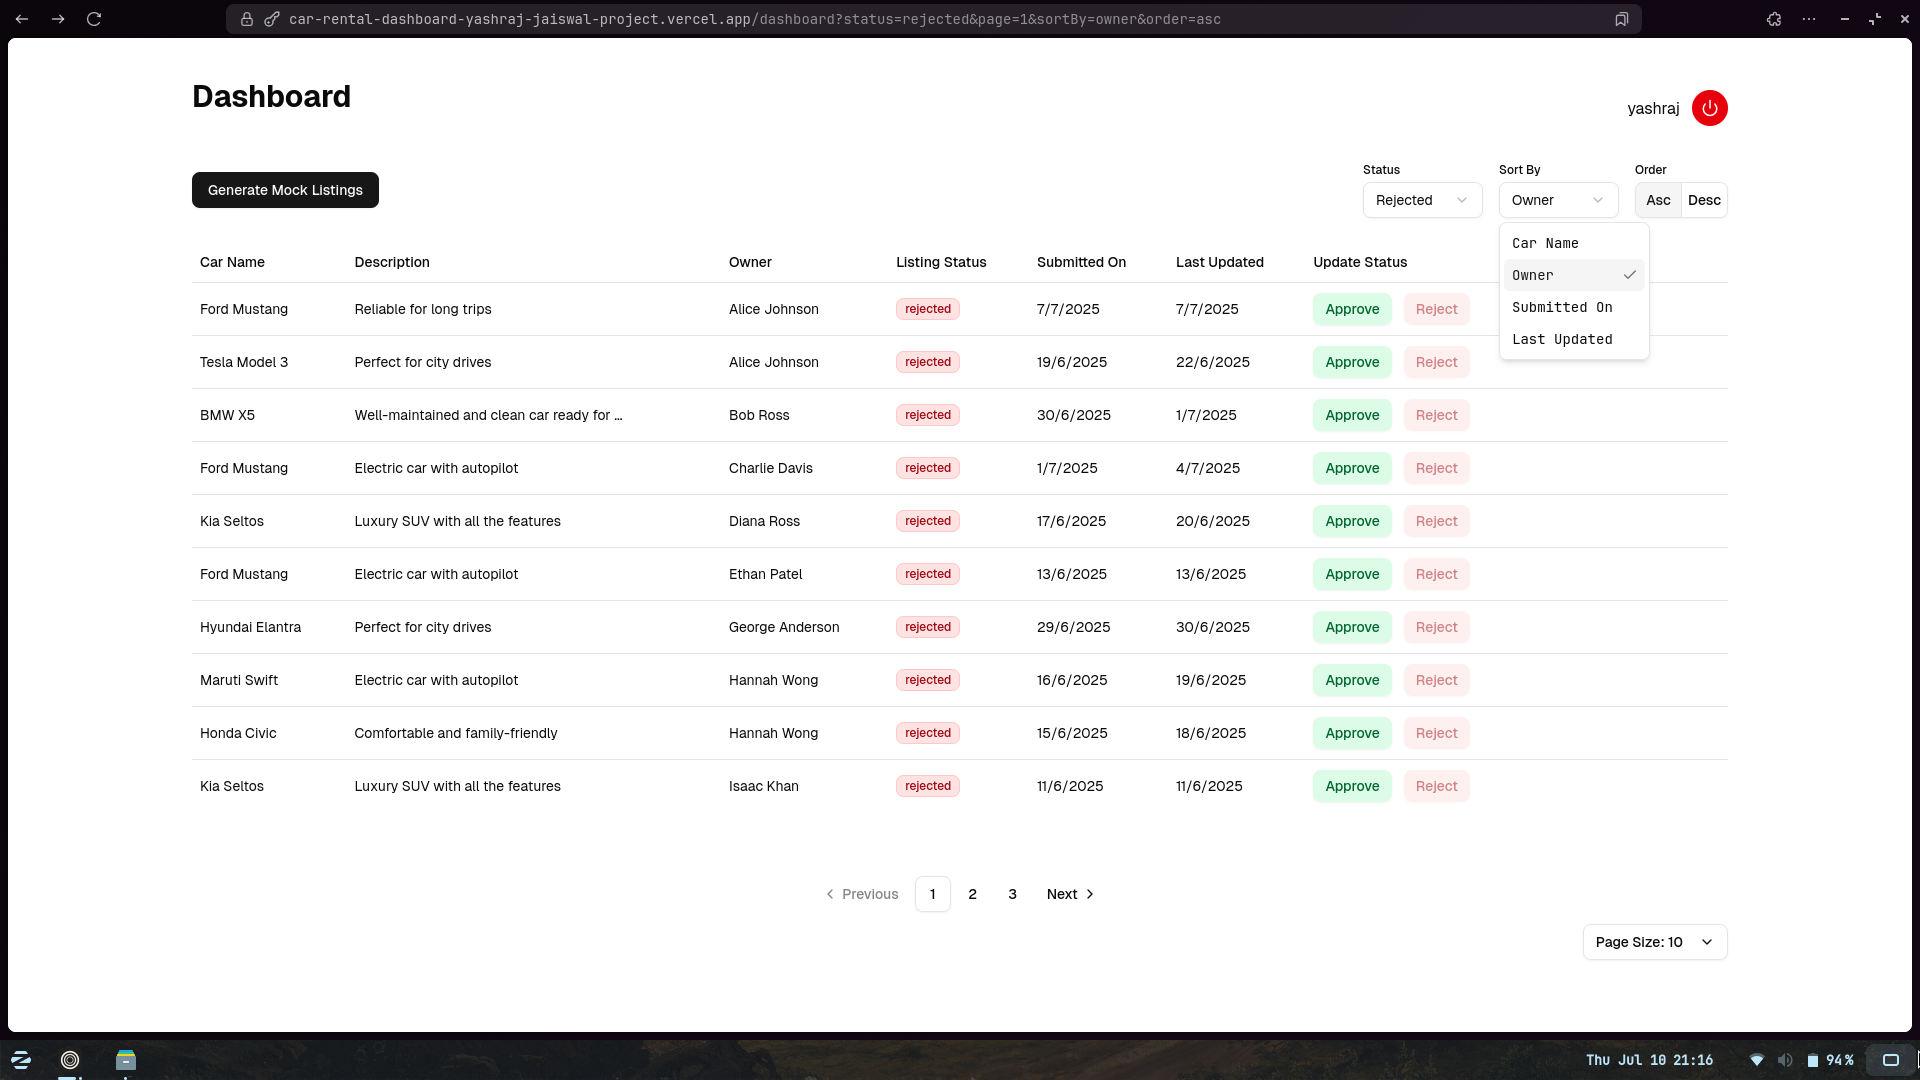 car-rental-dashboard-yashraj-jaiswal-project.vercel.app/dashboard?status=rejected&page=1&sortBy=owner&order=asc
Dashboard
yashraj
Generate Mock Listings
Status Sort By Order
Rejected Owner Asc Desc
Car Name
Owner
Submitted On
Last Updated
Car Name Description Owner Listing Status Submitted On Last Updated Update Status
Ford Mustang Reliable for long trips Alice Johnson rejected 7/7/2025 7/7/2025 Approve Reject
Tesla Model 3 Perfect for city drives Alice Johnson rejected 19/6/2025 22/6/2025 Approve Reject
BMW X5 Well-maintained and clean car ready for ... Bob Ross rejected 30/6/2025 1/7/2025 Approve Reject
Ford Mustang Electric car with autopilot Charlie Davis rejected 1/7/2025 4/7/2025 Approve Reject
Kia Seltos Luxury SUV with all the features Diana Ross rejected 17/6/2025 20/6/2025 Approve Reject
Ford Mustang Electric car with autopilot Ethan Patel rejected 13/6/2025 13/6/2025 Approve Reject
Hyundai Elantra Perfect for city drives George Anderson rejected 29/6/2025 30/6/2025 Approve Reject
Maruti Swift Electric car with autopilot Hannah Wong rejected 16/6/2025 19/6/2025 Approve Reject
Honda Civic Comfortable and family-friendly Hannah Wong rejected 15/6/2025 18/6/2025 Approve Reject
Kia Seltos Luxury SUV with all the features Isaac Khan rejected 11/6/2025 11/6/2025 Approve Reject
Previous 1 2 3 Next
Page Size: 10
Thu Jul 10 21:16 94%